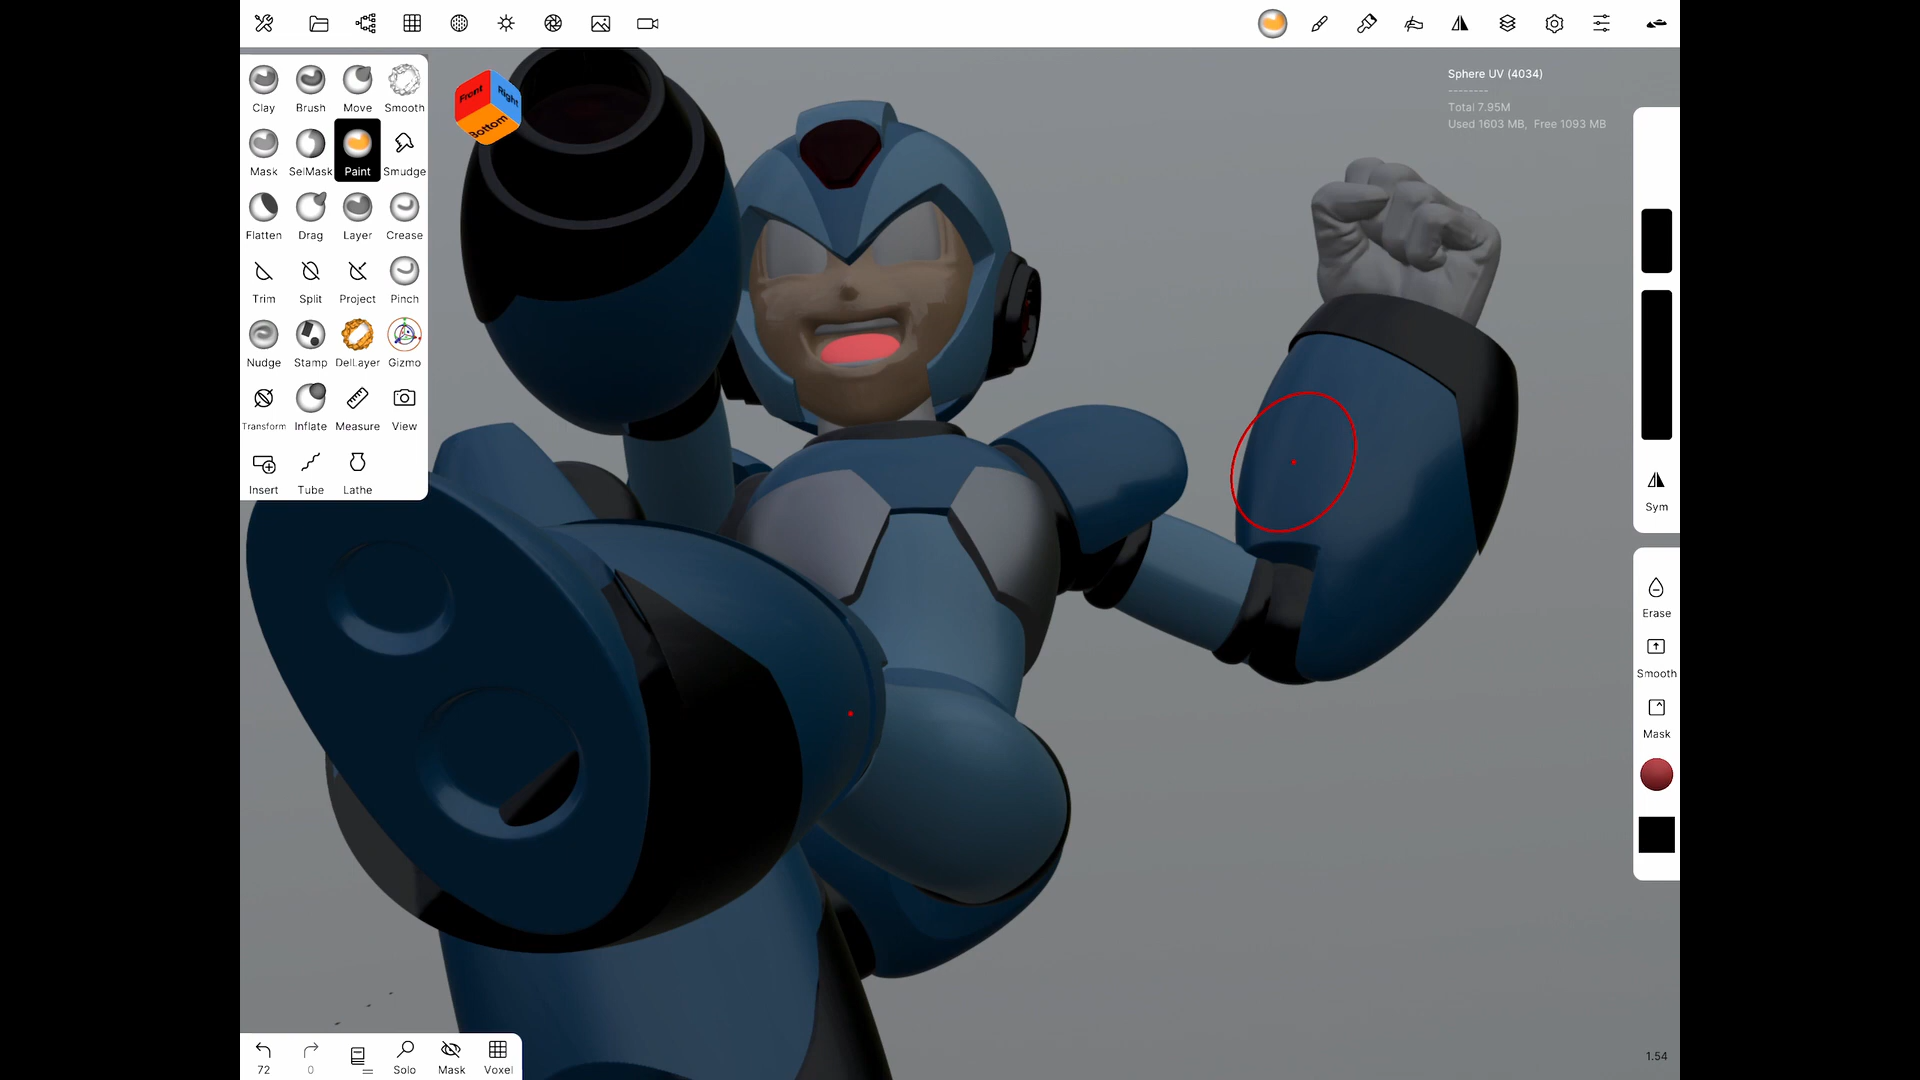 Sphere UV (4034)
--------
Total 7.95M
Used 1603 MB, Free 1093 MB
Front
Right
Bottom
Clay Brush Move Smooth
Mask SelMask Paint Smudge
Flatten Drag Layer Crease
Trim Split Project Pinch
Nudge Stamp DelLayer Gizmo
Transform Inflate Measure View
Insert Tube Lathe
Sym
Erase
Smooth
Mask
72 0 Solo Mask Voxel
1.54